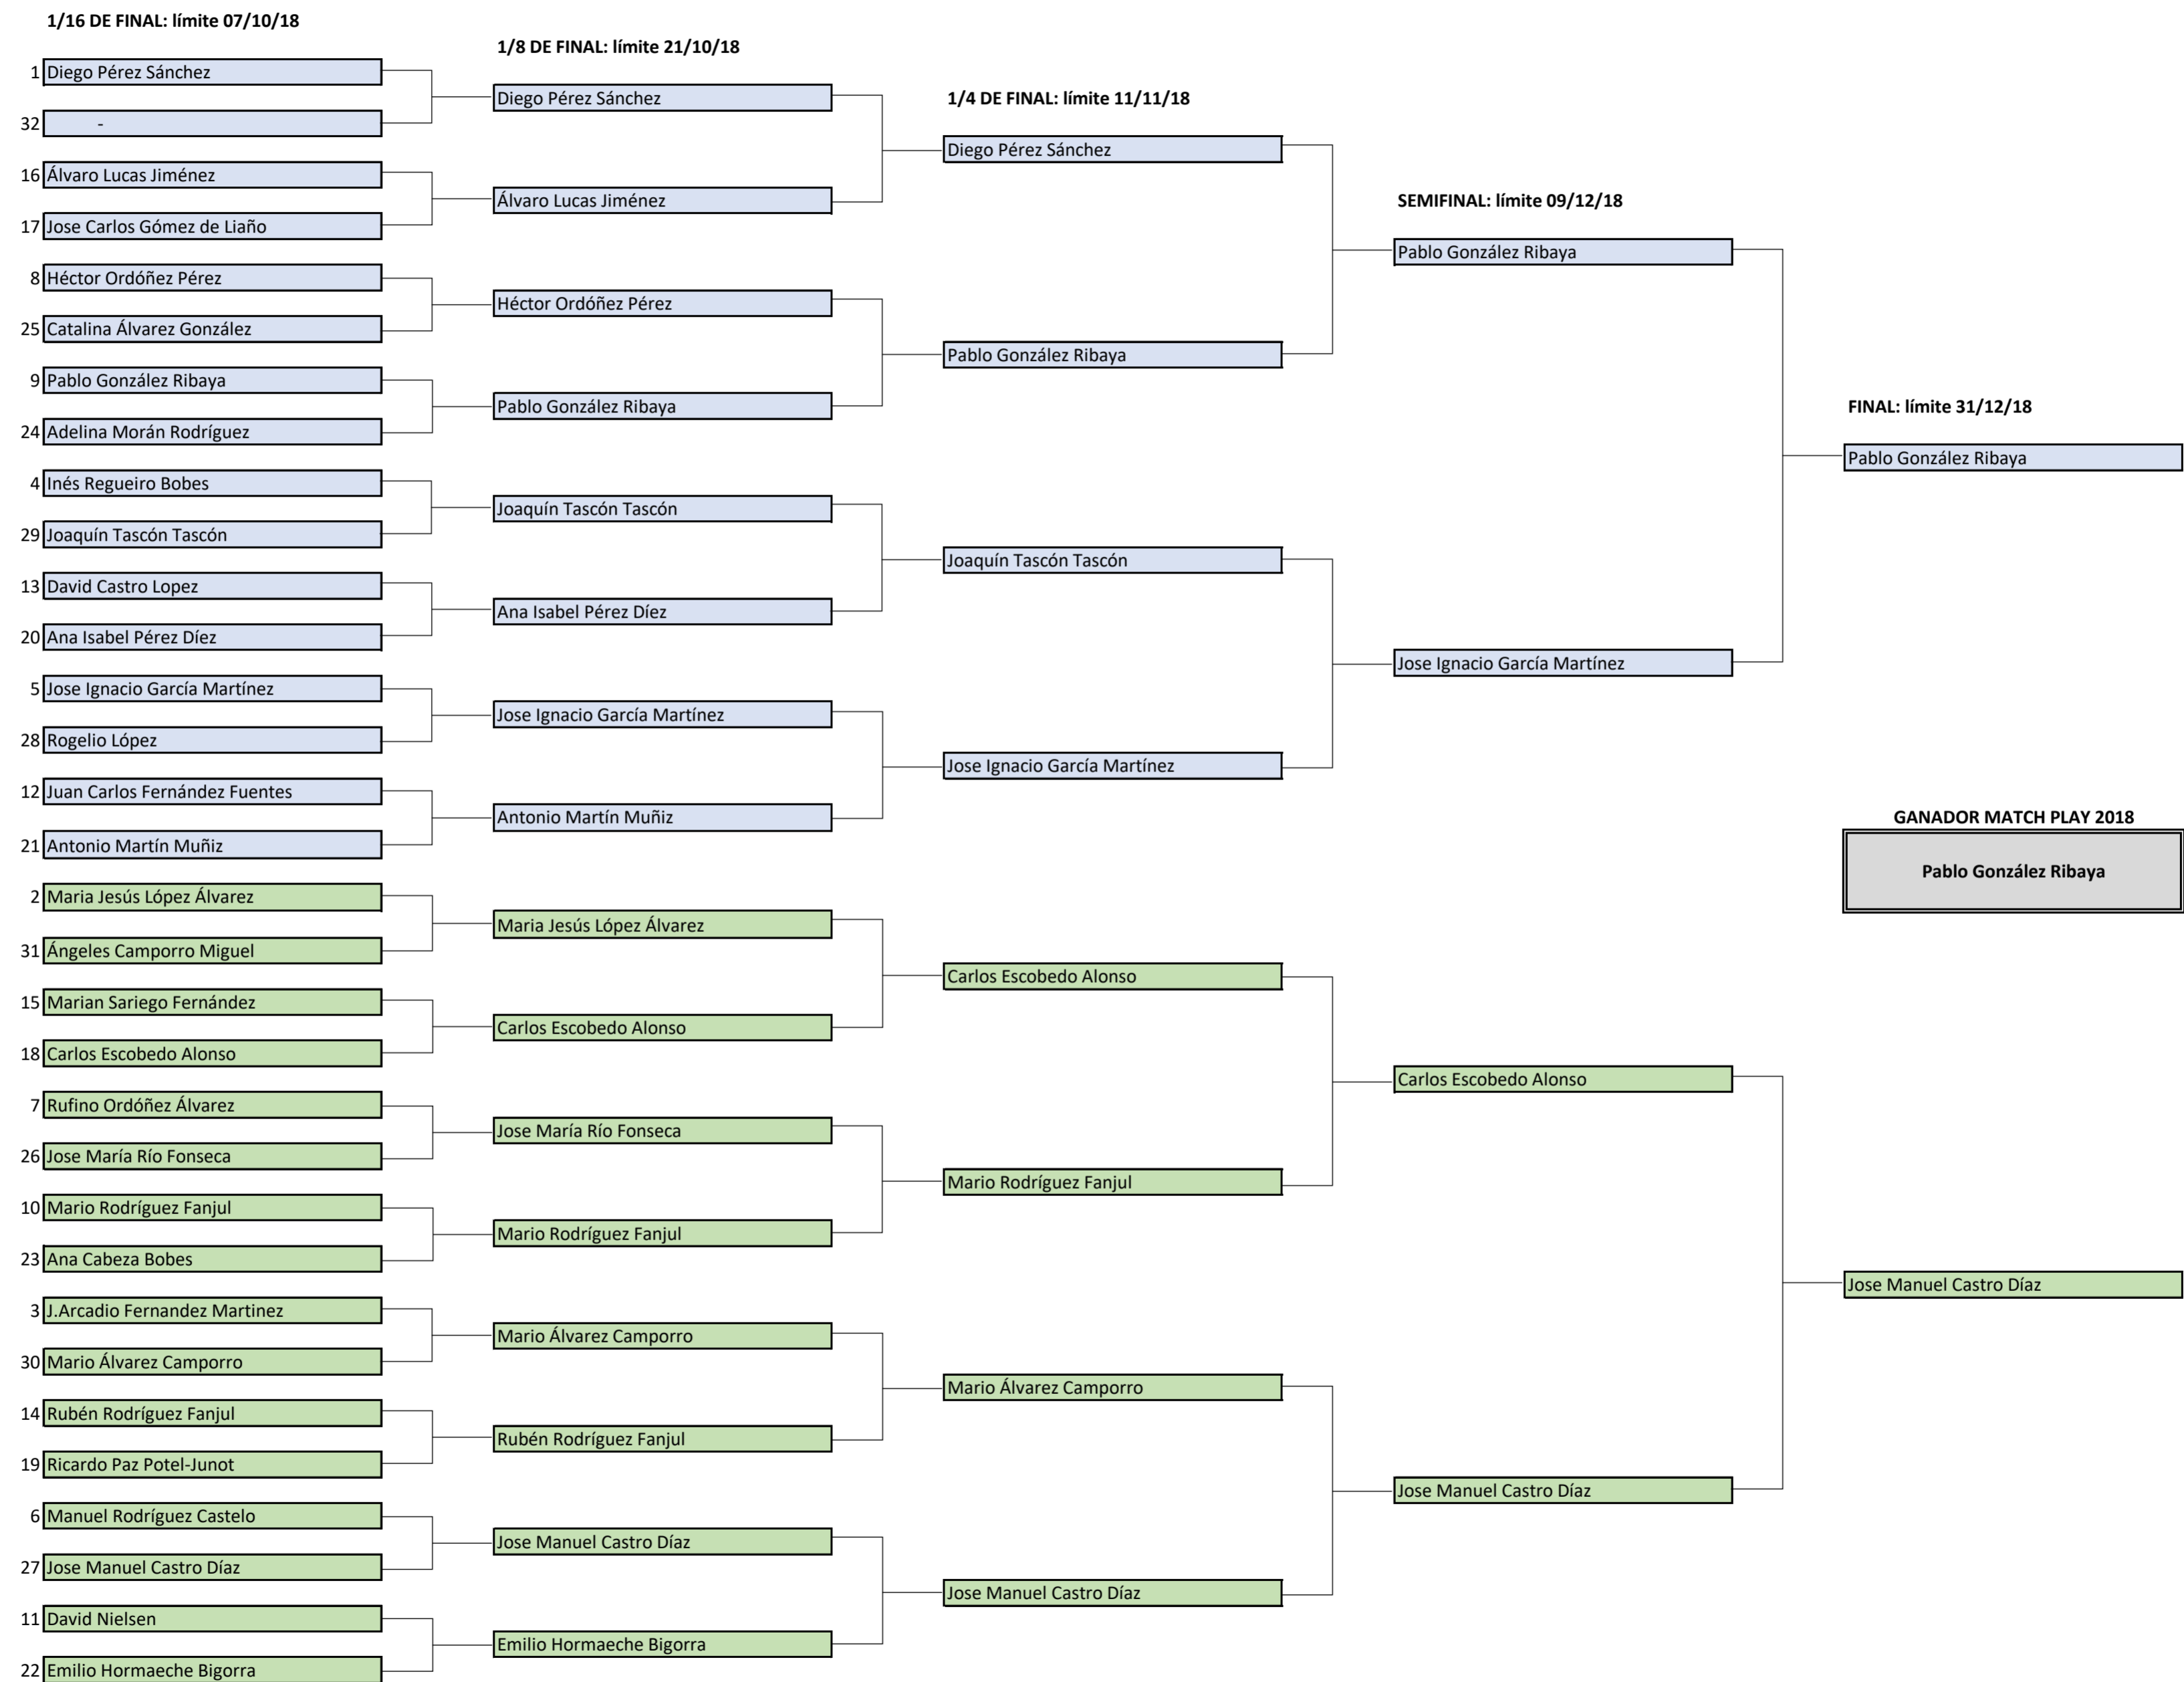 1/16 DE FINAL: límite 07/10/18
1 Diego Pérez Sánchez
32 -
16 Álvaro Lucas Jiménez
17 Jose Carlos Gómez de Liaño
8 Héctor Ordóñez Pérez
25 Catalina Álvarez González
9 Pablo González Ribaya
24 Adelina Morán Rodríguez
4 Inés Regueiro Bobes
29 Joaquín Tascón Tascón
13 David Castro Lopez
20 Ana Isabel Pérez Díez
5 Jose Ignacio García Martínez
28 Rogelio López
12 Juan Carlos Fernández Fuentes
21 Antonio Martín Muñiz
2 Maria Jesús López Álvarez
31 Ángeles Camporro Miguel
15 Marian Sariego Fernández
18 Carlos Escobedo Alonso
7 Rufino Ordóñez Álvarez
26 Jose María Río Fonseca
10 Mario Rodríguez Fanjul
23 Ana Cabeza Bobes
3 J.Arcadio Fernandez Martinez
30 Mario Álvarez Camporro
14 Rubén Rodríguez Fanjul
19 Ricardo Paz Potel-Junot
6 Manuel Rodríguez Castelo
27 Jose Manuel Castro Díaz
11 David Nielsen
22 Emilio Hormaeche Bigorra
1/8 DE FINAL: límite 21/10/18
Diego Pérez Sánchez
Álvaro Lucas Jiménez
Héctor Ordóñez Pérez
Pablo González Ribaya
Joaquín Tascón Tascón
Ana Isabel Pérez Díez
Jose Ignacio García Martínez
Antonio Martín Muñiz
Maria Jesús López Álvarez
Carlos Escobedo Alonso
Jose María Río Fonseca
Mario Rodríguez Fanjul
Mario Álvarez Camporro
Rubén Rodríguez Fanjul
Jose Manuel Castro Díaz
Emilio Hormaeche Bigorra
1/4 DE FINAL: límite 11/11/18
Diego Pérez Sánchez
Pablo González Ribaya
Joaquín Tascón Tascón
Jose Ignacio García Martínez
Carlos Escobedo Alonso
Mario Rodríguez Fanjul
Mario Álvarez Camporro
Jose Manuel Castro Díaz
SEMIFINAL: límite 09/12/18
Pablo González Ribaya
Jose Ignacio García Martínez
Carlos Escobedo Alonso
Jose Manuel Castro Díaz
FINAL: límite 31/12/18
Pablo González Ribaya
Jose Manuel Castro Díaz
GANADOR MATCH PLAY 2018
Pablo González Ribaya